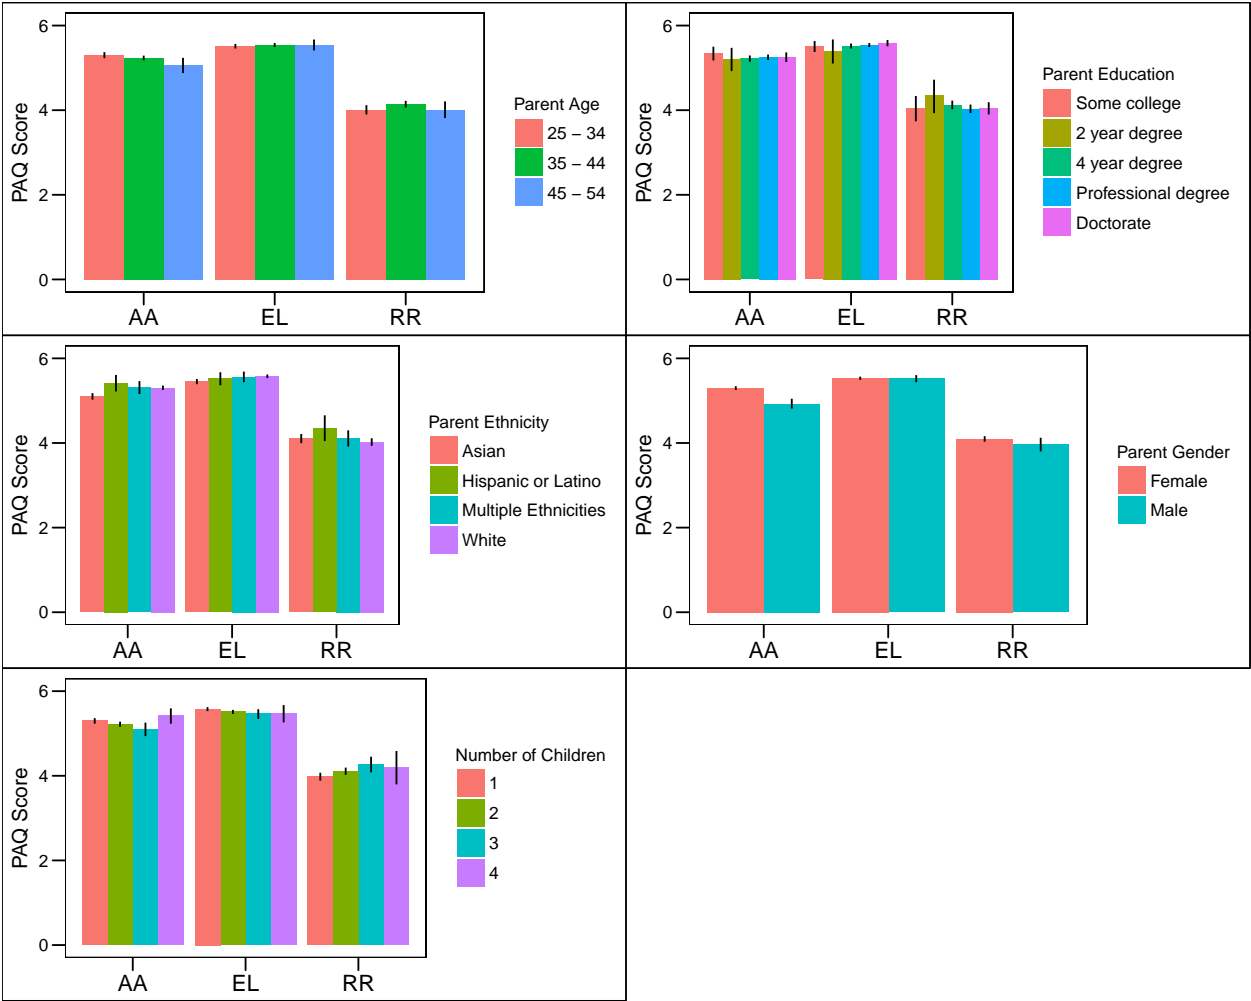 PAQ Score
6
4
2
0
AA EL RR
Parent Age
25 – 34
35 – 44
45 – 54
PAQ Score
6
4
2
0
AA EL RR
Parent Education
Some college
2 year degree
4 year degree
Professional degree
Doctorate
PAQ Score
6
4
2
0
AA EL RR
Parent Ethnicity
Asian
Hispanic or Latino
Multiple Ethnicities
White
PAQ Score
6
4
2
0
AA EL RR
Parent Gender
Female
Male
PAQ Score
6
4
2
0
AA EL RR
Number of Children
1
2
3
4